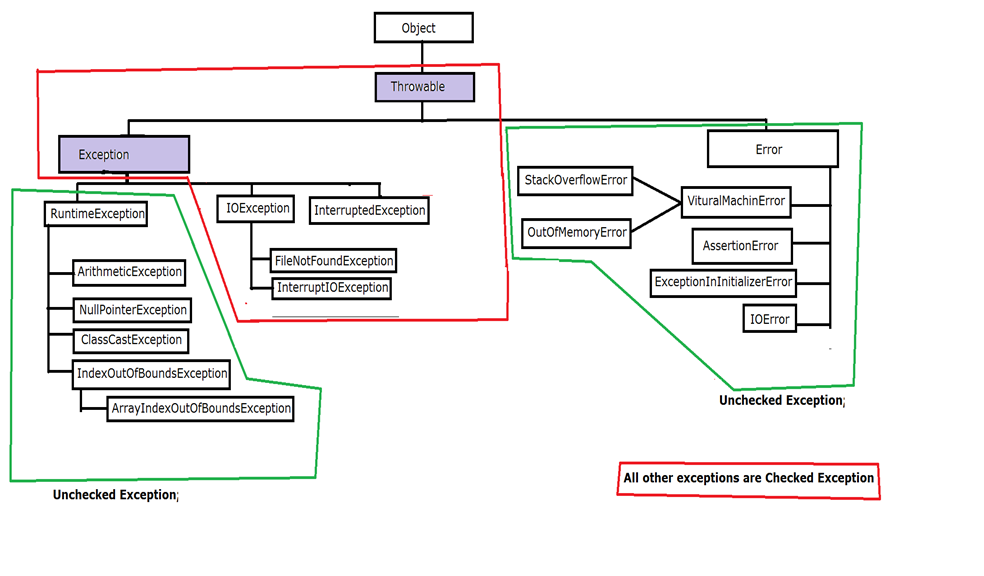 Object
Throwable
Exception
Error
StackOverflowError
VituralMachinError
OutOfMemoryError
AssertionError
ExceptionInInitializerError
IOError
Unchecked Exception;
RuntimeException
IOException
InterruptedException
FileNotFoundException
InterruptIOException
ArithmeticException
NullPointerException
ClassCastException
IndexOutOfBoundsException
ArrayIndexOutOfBoundsException
Unchecked Exception;
All other exceptions are Checked Exception